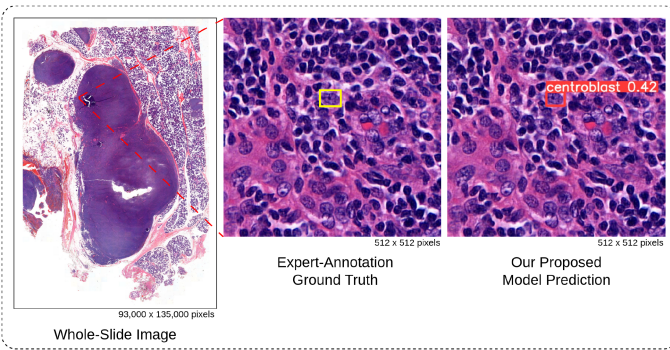 centroblast 0.42
512 x 512 pixels
512 x 512 pixels
Expert-Annotation
Ground Truth
Our Proposed
Model Prediction
93,000 x 135,000 pixels
Whole-Slide Image